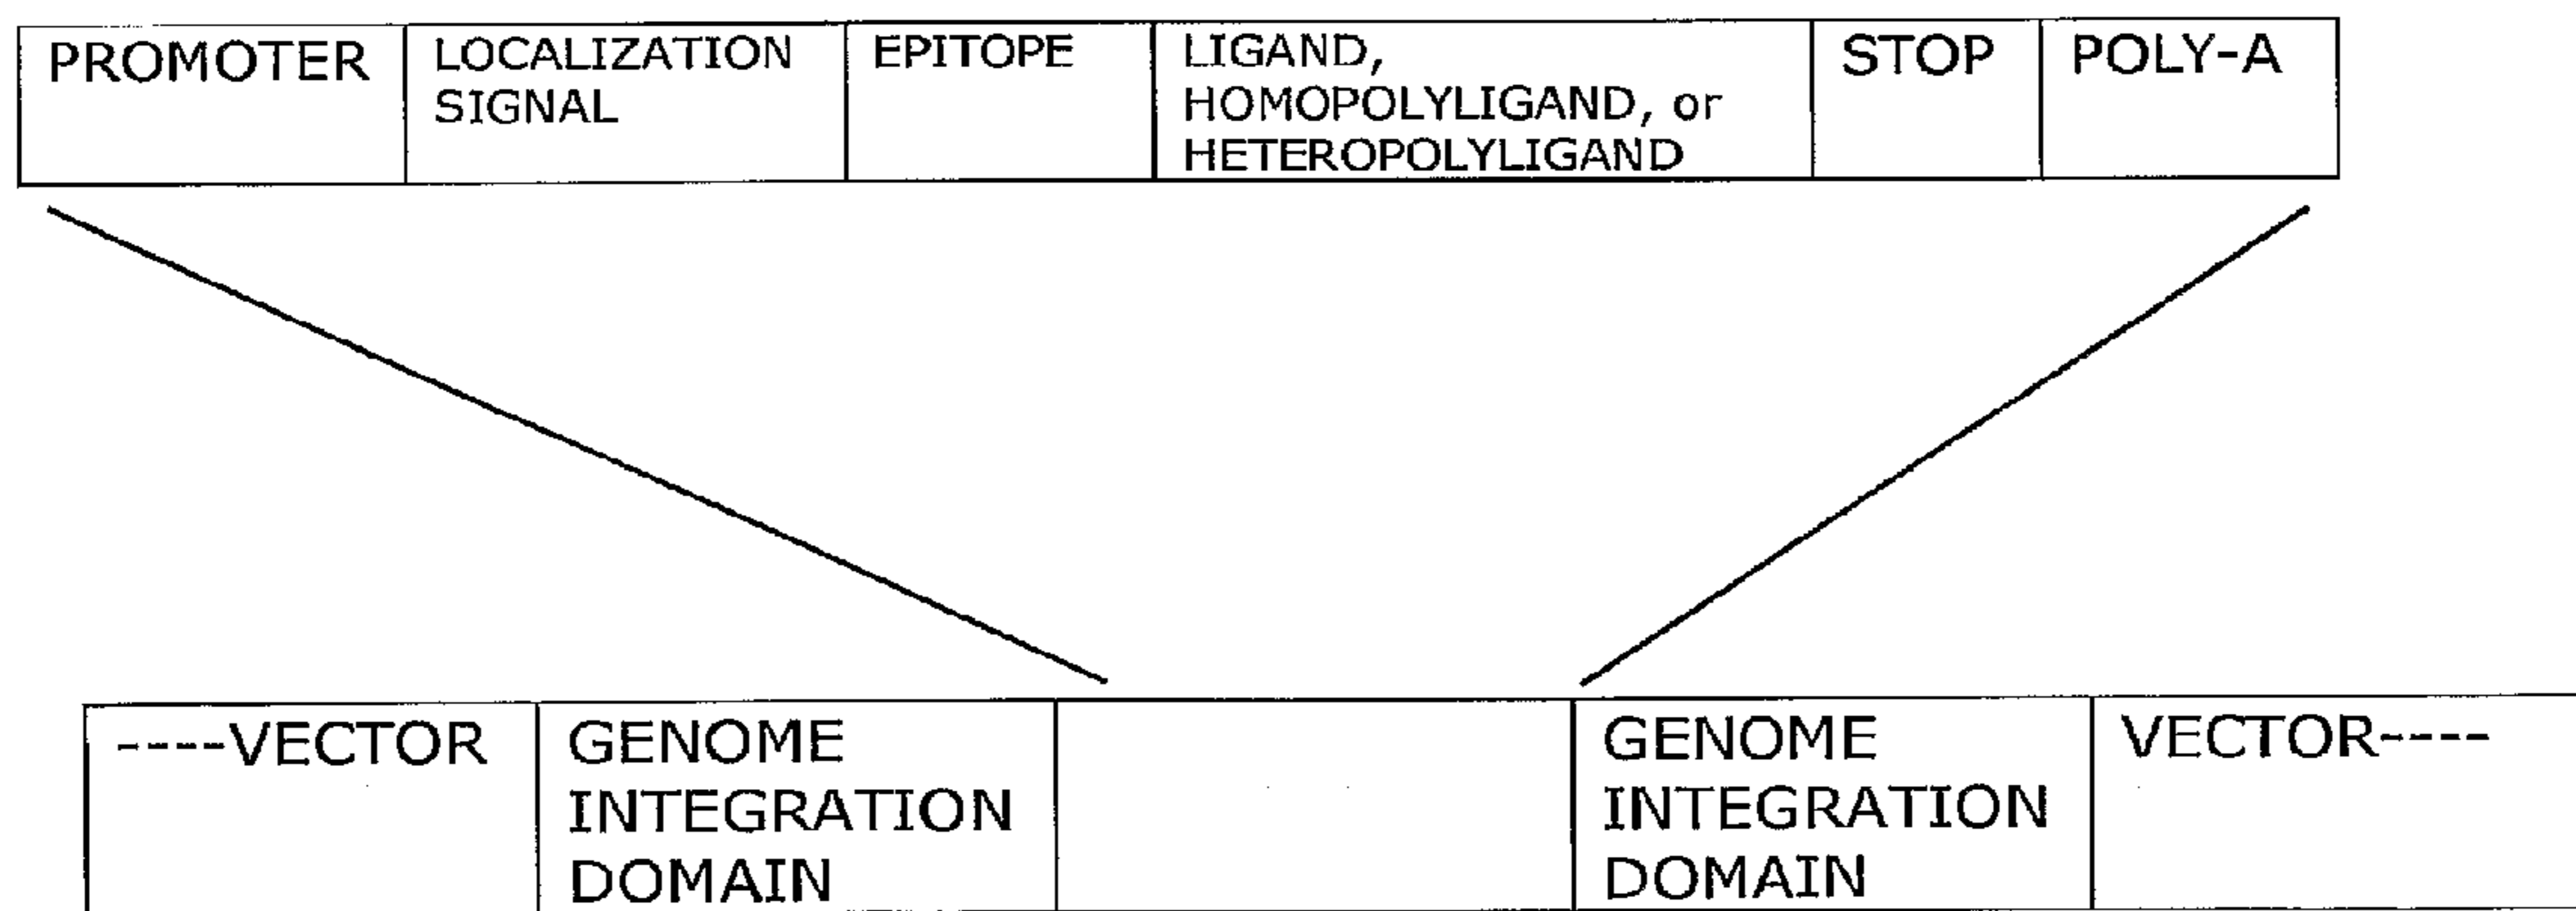 PROMOTER
LOCALIZATION
SIGNAL
EPITOPE
LIGAND,
HOMOPOLYLIGAND, or
HETEROPOLYLIGAND
STOP
POLY-A
----VECTOR
GENOME
INTEGRATION
DOMAIN
GENOME
INTEGRATION
DOMAIN
VECTOR----